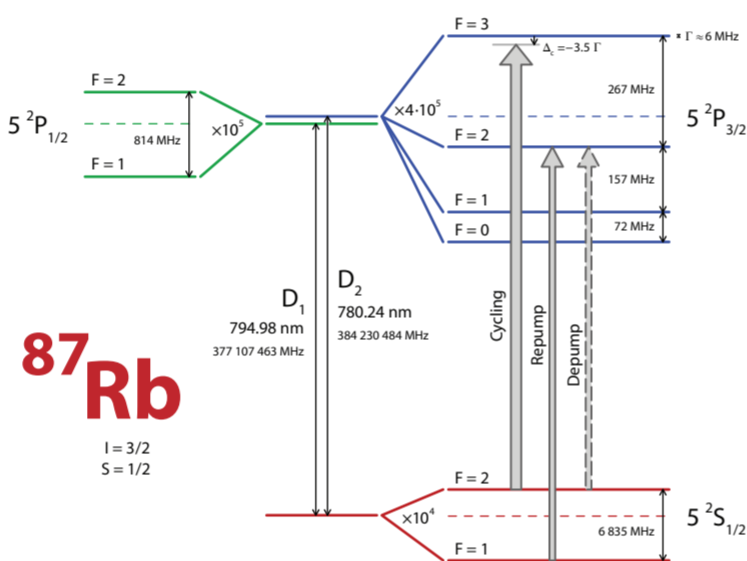 F = 3
Δc =−3.5 Γ
Γ ≈ 6 MHz
F = 2
×4·10⁵
267 MHz
5 ²P₁/₂
814 MHz
×10⁵
5 ²P₃/₂
F = 2
157 MHz
F = 1
F = 1
72 MHz
F = 0
D₁
794.98 nm
377 107 463 MHz
D₂
780.24 nm
384 230 484 MHz
Cycling
Repump
Depump
⁸⁷Rb
I = 3/2
S = 1/2
F = 2
×10⁴
6 835 MHz
5 ²S₁/₂
F = 1